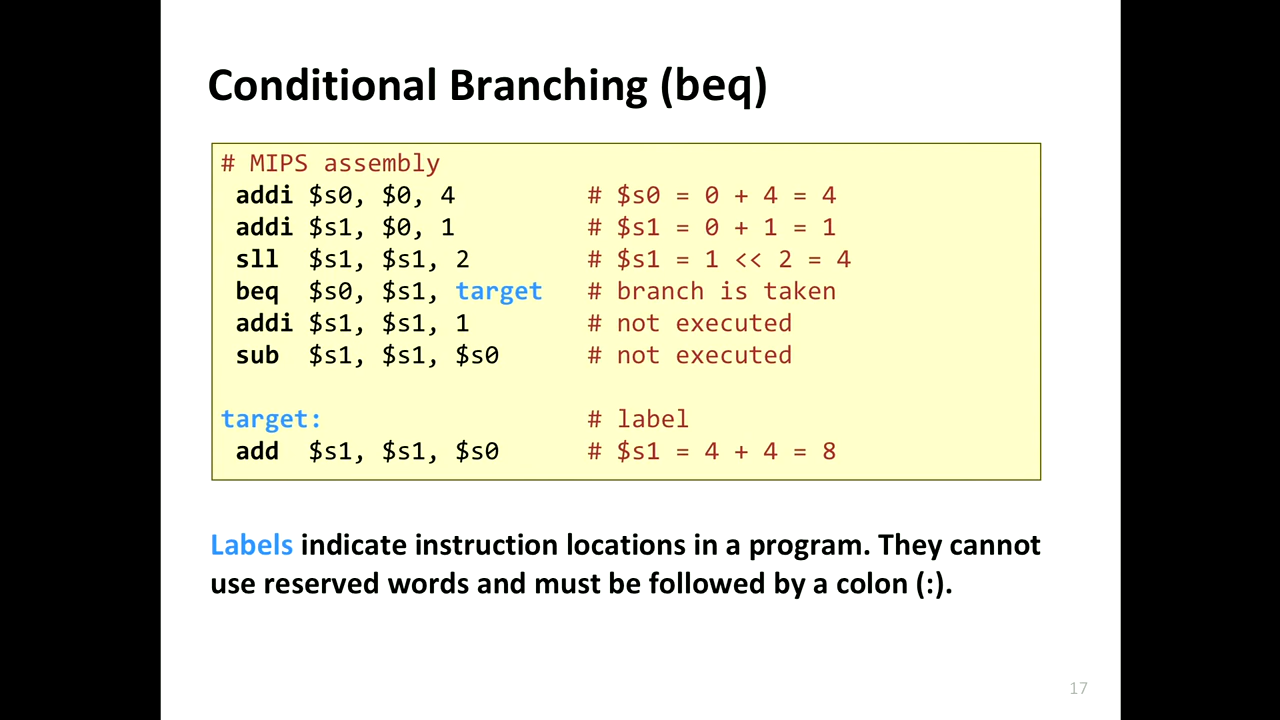 Conditional Branching (beq)
# MIPS assembly
addi $s0, $0, 4 # $s0 = 0 + 4 = 4
addi $s1, $0, 1 # $s1 = 0 + 1 = 1
sll $s1, $s1, 2 # $s1 = 1 << 2 = 4
beq $s0, $s1, target # branch is taken
addi $s1, $s1, 1 # not executed
sub $s1, $s1, $s0 # not executed
target: # label
add $s1, $s1, $s0 # $s1 = 4 + 4 = 8
Labels indicate instruction locations in a program. They cannot
use reserved words and must be followed by a colon (:).
17